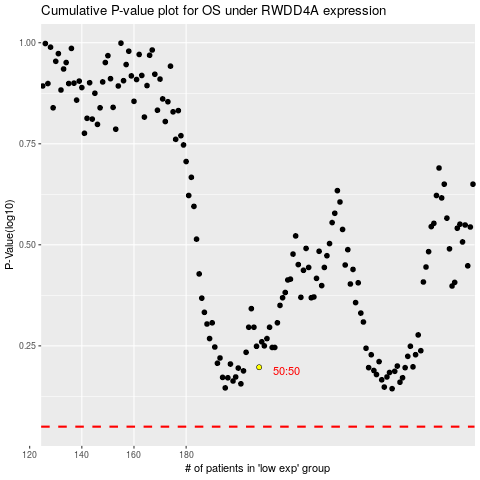 Cumulative P-value plot for OS under RWDD4A expression
P-Value(log10)
1.00
0.75
0.50
0.25
50:50
120 140 160 180
# of patients in 'low exp' group